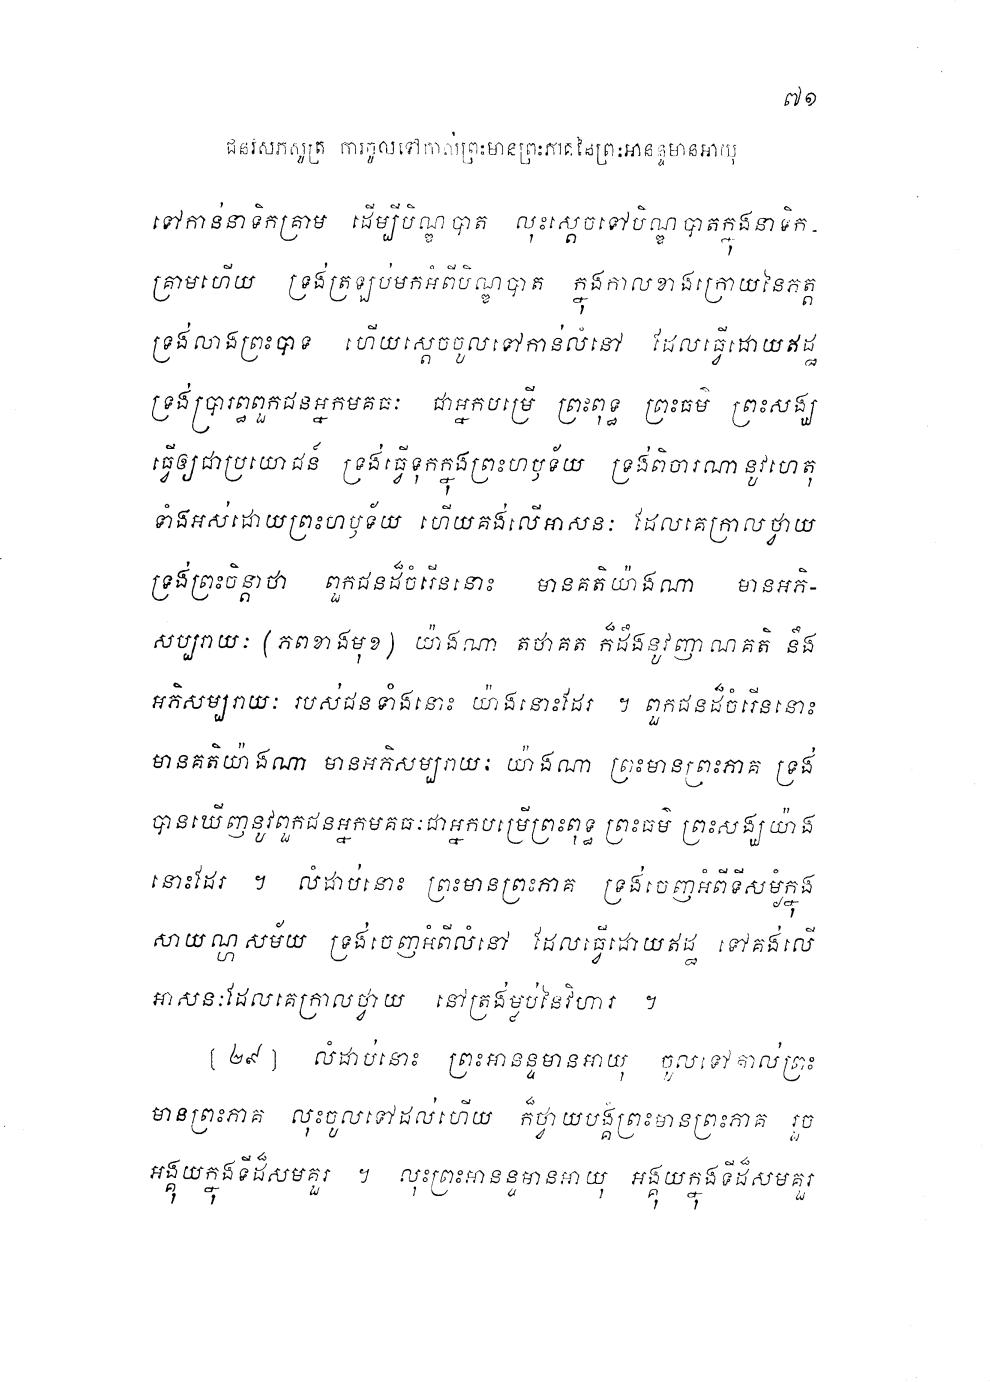 ៧១
ជនវសភសូត្រ ការចូលទៅគាល់ព្រះមានព្រះភាគនៃព្រះអានន្ទមានអាយុ
ទៅកាន់នាទិកគ្រាម ដើម្បីបិណ្ឌបាត លុះស្តេចទៅបិណ្ឌបាតក្នុងនាទិក-
គ្រាមហើយ ទ្រង់ត្រឡប់មកអំពីបិណ្ឌបាត ក្នុងកាលខាងក្រោយនៃភត្ត
ទ្រង់លាងព្រះបាទ ហើយស្តេចចូលទៅកាន់លំនៅ ដែលធ្វើដោយឥដ្ឋ
ទ្រង់ប្រារព្ធពួកជនអ្នកមគធៈ ជាអ្នកបម្រើ ព្រះពុទ្ធ ព្រះធម៌ ព្រះសង្ឃ
ធ្វើឲ្យជាប្រយោជន៍ ទ្រង់ធ្វើទុកក្នុងព្រះហឫទ័យ ទ្រង់ពិចារណានូវហេតុ
ទាំងអស់ដោយព្រះហឫទ័យ ហើយគង់លើអាសនៈ ដែលគេក្រាលថ្វាយ
ទ្រង់ព្រះចិន្តាថា ពួកជនដ៏ចំរើននោះ មានគតិយ៉ាងណា មានអភិ-
សប្បរាយៈ (ភពខាងមុខ) យ៉ាងណា តថាគត ក៏ដឹងនូវញាណគតិ នឹង
អភិសម្បរាយៈ របស់ជនទាំងនោះ យ៉ាងនោះដែរ ។ ពួកជនដ៏ចំរើននោះ
មានគតិយ៉ាងណា មានអភិសម្បរាយៈ យ៉ាងណា ព្រះមានព្រះភាគ ទ្រង់
បានឃើញនូវពួកជនអ្នកមគធៈជាអ្នកបម្រើព្រះពុទ្ធ ព្រះធម៌ ព្រះសង្ឃយ៉ាង
នោះដែរ ។ លំដាប់នោះ ព្រះមានព្រះភាគ ទ្រង់ចេញអំពីទីសម្ងំក្នុង
សាយណ្ហសម័យ ទ្រង់ចេញអំពីលំនៅ ដែលធ្វើដោយឥដ្ឋ ទៅគង់លើ
អាសនៈដែលគេក្រាលថ្វាយ នៅត្រង់ម្លប់នៃវិហារ ។
[ ២៩ ] លំដាប់នោះ ព្រះអានន្ទមានអាយុ ចូលទៅគាល់ព្រះ
មានព្រះភាគ លុះចូលទៅដល់ហើយ ក៏ថ្វាយបង្គំព្រះមានព្រះភាគ រួច
អង្គុយក្នុងទីដ៏សមគួរ ។ លុះព្រះអានន្ទមានអាយុ អង្គុយក្នុងទីដ៏សមគួរ